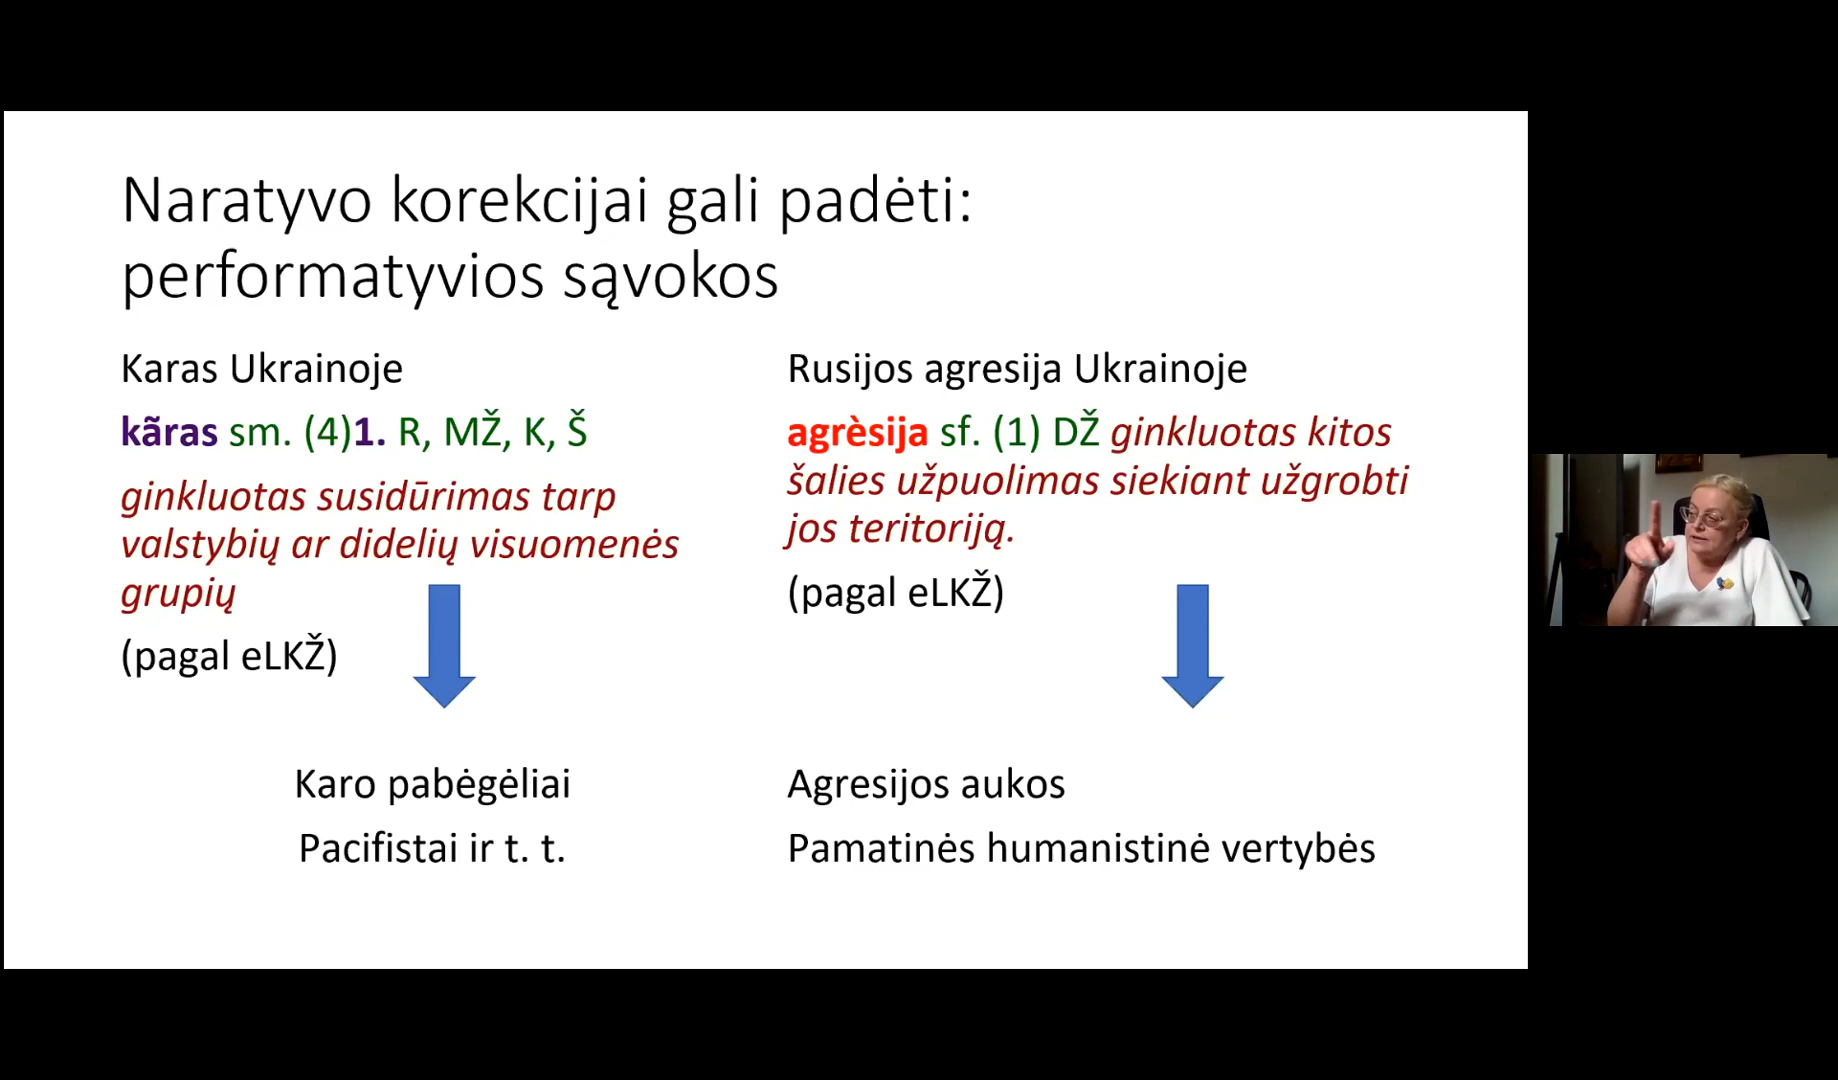 Naratyvo korekcijai gali padėti:
performatyvios sąvokos
Karas Ukrainoje
kãras sm. (4)1. R, MŽ, K, Š
ginkluotas susidūrimas tarp
valstybių ar didelių visuomenės
grupių
(pagal eLKŽ)
Karo pabėgėliai
Pacifistai ir t. t.
Rusijos agresija Ukrainoje
agrèsija sf. (1) DŽ ginkluotas kitos
šalies užpuolimas siekiant užgrobti
jos teritoriją.
(pagal eLKŽ)
Agresijos aukos
Pamatinės humanistinė vertybės